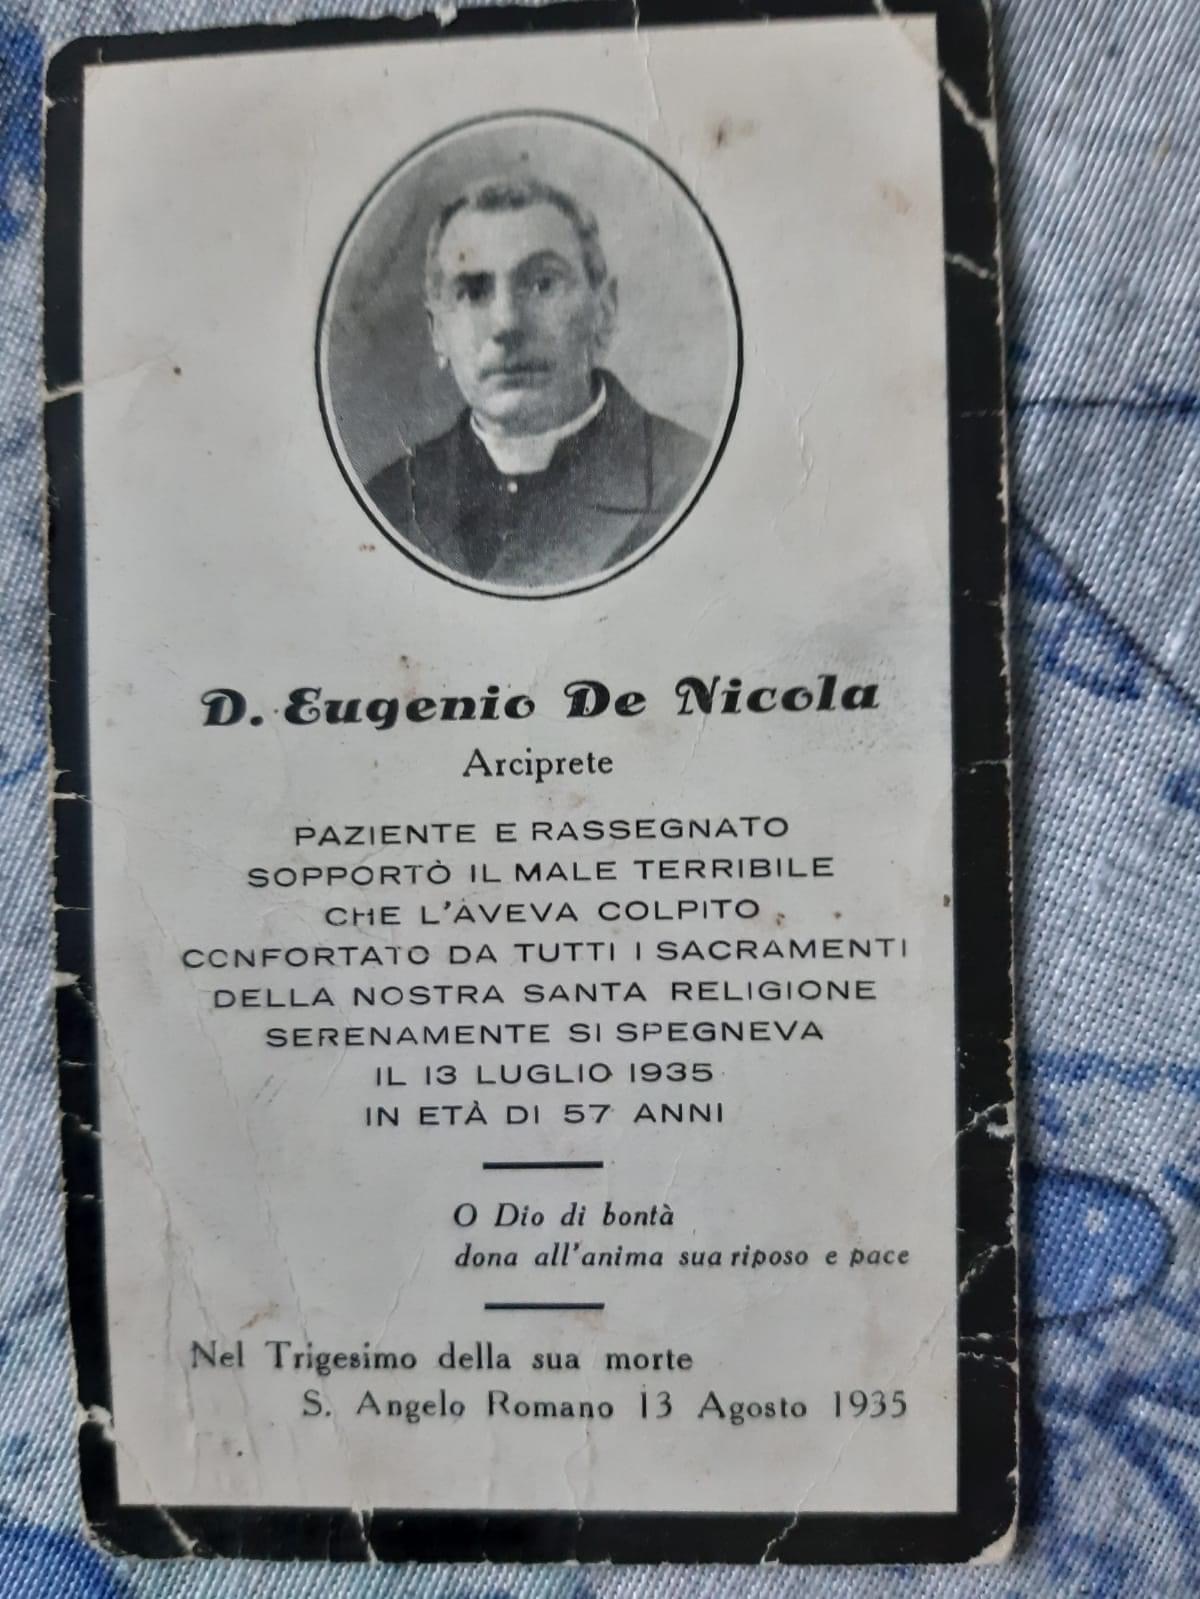 D. Eugenio De Nicola
Arciprete
PAZIENTE E RASSEGNATO
SOPPORTÒ IL MALE TERRIBILE
CHE L'AVEVA COLPITO
CONFORTATO DA TUTTI I SACRAMENTI
DELLA NOSTRA SANTA RELIGIONE
SERENAMENTE SI SPEGNEVA
IL 13 LUGLIO 1935
IN ETÀ DI 57 ANNI
O Dio di bontà
dona all'anima sua riposo e pace
Nel Trigesimo della sua morte
S. Angelo Romano 13 Agosto 1935